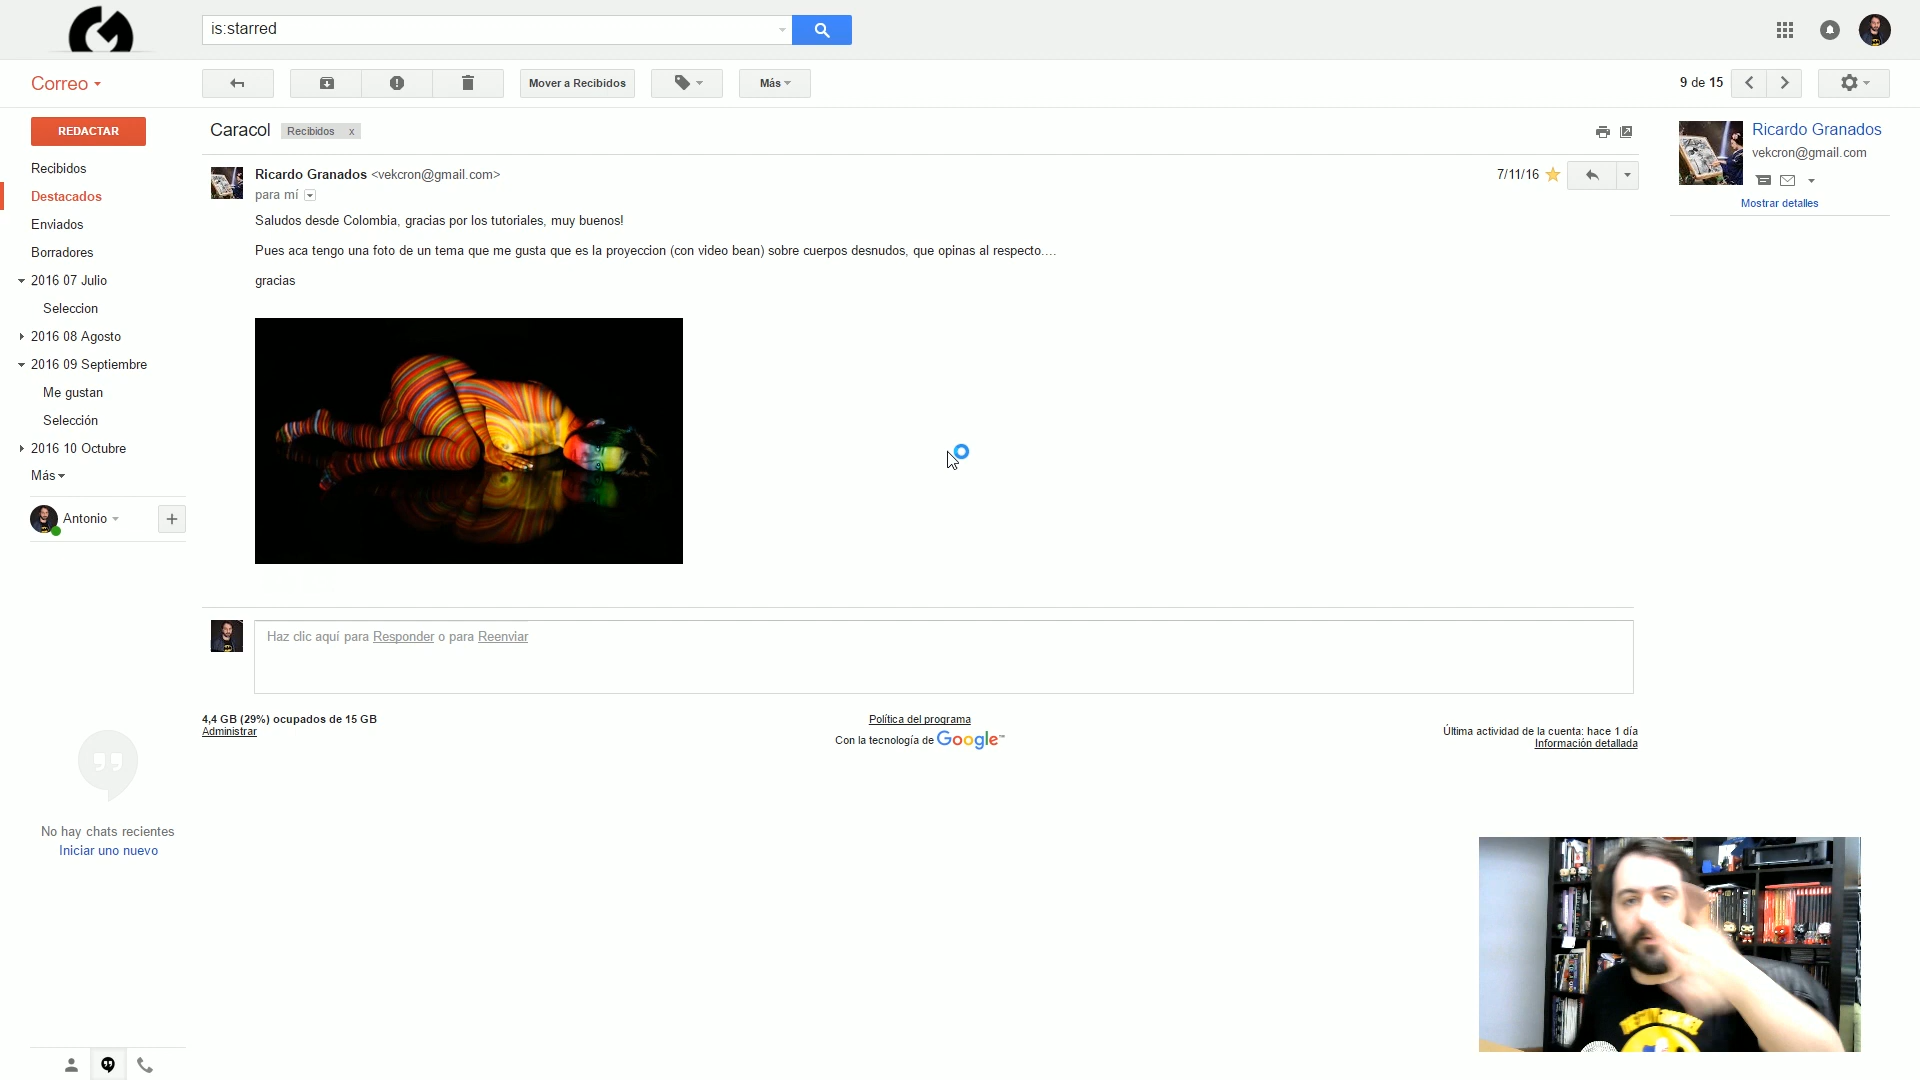 is:starred
Correo
Mover a Recibidos
Más
9 de 15
REDACTAR
Recibidos
Destacados
Enviados
Borradores
2016 07 Julio
Seleccion
2016 08 Agosto
2016 09 Septiembre
Me gustan
Selección
2016 10 Octubre
Más
Antonio
No hay chats recientes
Iniciar uno nuevo
Caracol
Recibidos x
Ricardo Granados <vekcron@gmail.com>
7/11/16
para mí
Saludos desde Colombia, gracias por los tutoriales, muy buenos!
Pues aca tengo una foto de un tema que me gusta que es la proyeccion (con video bean) sobre cuerpos desnudos, que opinas al respecto....
gracias
Haz clic aquí para Responder o para Reenviar
4,4 GB (29%) ocupados de 15 GB
Administrar
Política del programa
Con la tecnología de Google™
Última actividad de la cuenta: hace 1 día
Información detallada
Ricardo Granados
vekcron@gmail.com
Mostrar detalles